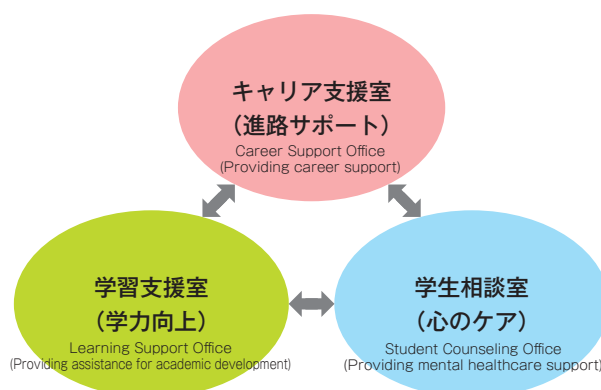 キャリア支援室
（進路サポート）
Career Support Office
(Providing career support)
学習支援室
（学力向上）
Learning Support Office
(Providing assistance for academic development)
学生相談室
（心のケア）
Student Counseling Office
(Providing mental healthcare support)